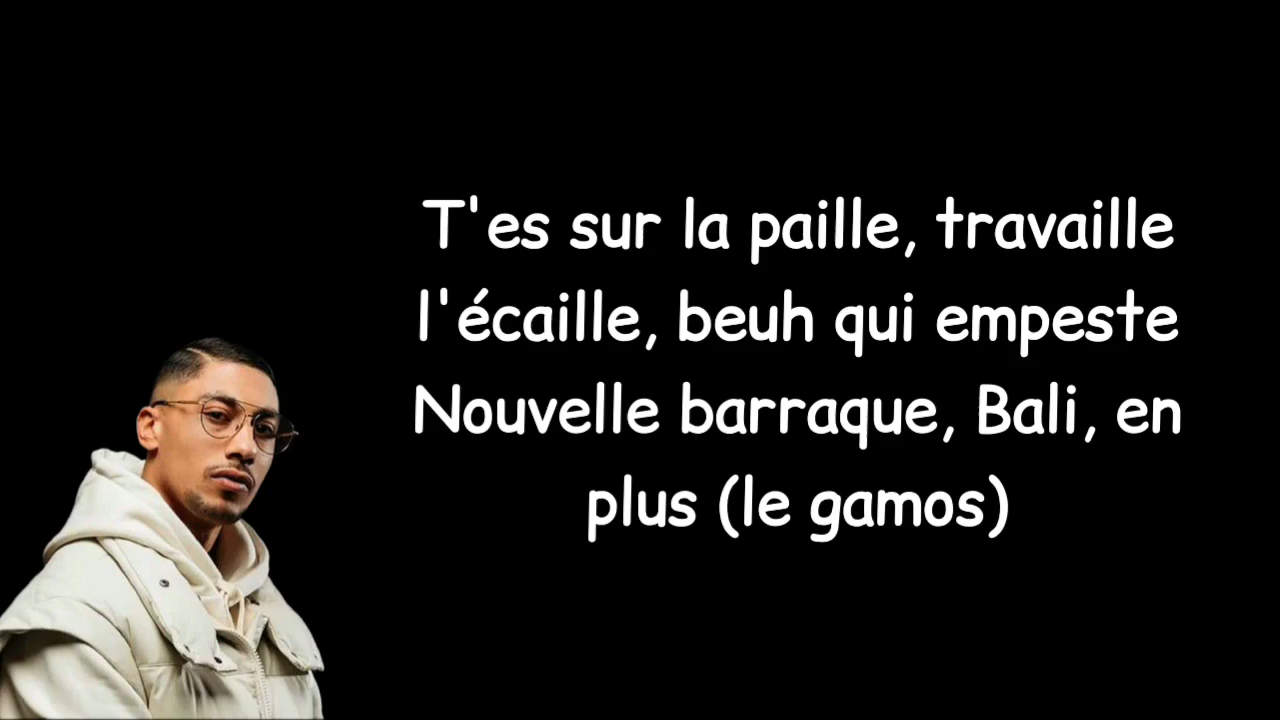 T'es sur la paille, travaille
l'écaille, beuh qui empeste
Nouvelle barraque, Bali, en
plus (le gamos)